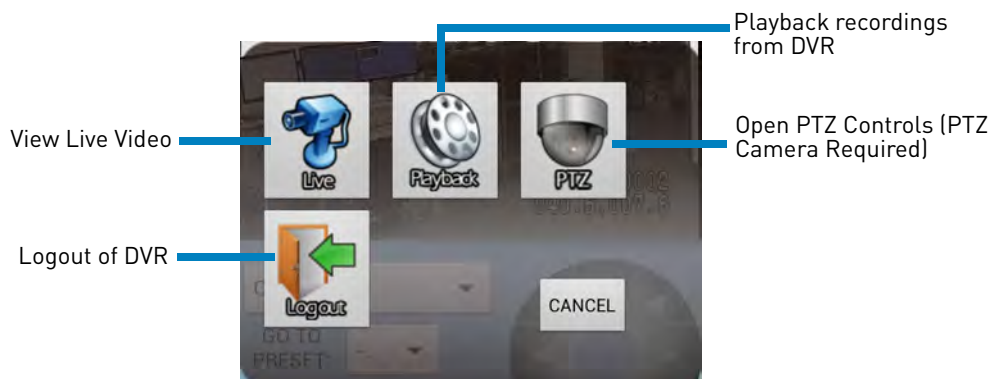 Playback recordings
from DVR
View Live Video
Live
Playback
PTZ
Open PTZ Controls (PTZ
Camera Required)
Logout of DVR
Logout
CANCEL
GO TO
PRESET: